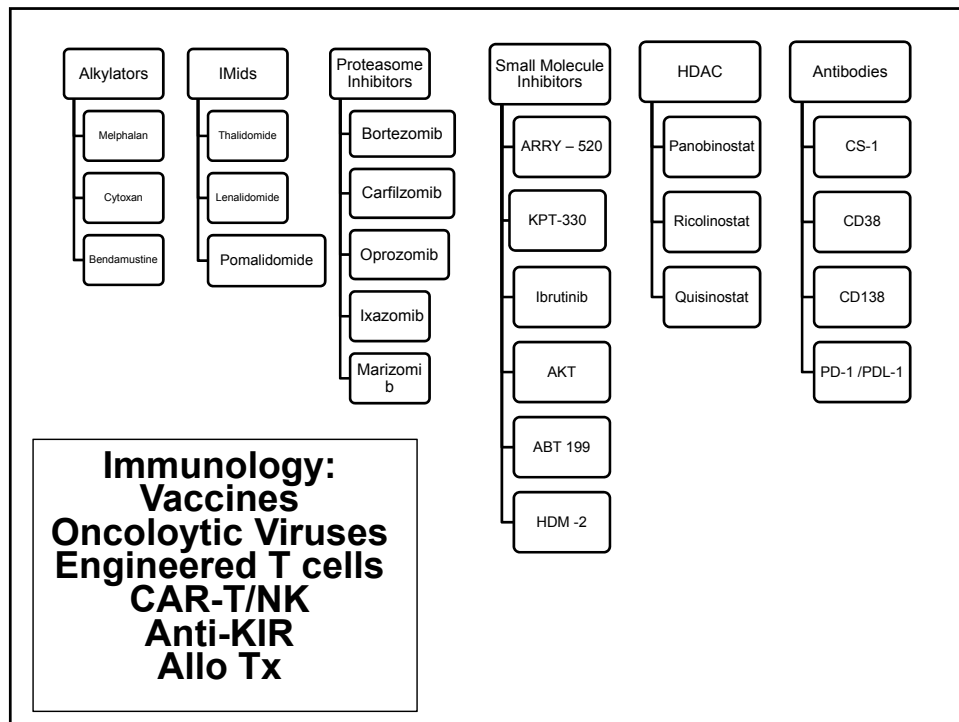 Alkylators
Melphalan
Cytoxan
Bendamustine
IMids
Thalidomide
Lenalidomide
Pomalidomide
Proteasome
Inhibitors
Bortezomib
Carfilzomib
Oprozomib
Ixazomib
Marizomi
b
Small Molecule
Inhibitors
ARRY – 520
KPT-330
Ibrutinib
AKT
ABT 199
HDM -2
HDAC
Panobinostat
Ricolinostat
Quisinostat
Antibodies
CS-1
CD38
CD138
PD-1 /PDL-1
Immunology:
Vaccines
Oncoloytic Viruses
Engineered T cells
CAR-T/NK
Anti-KIR
Allo Tx